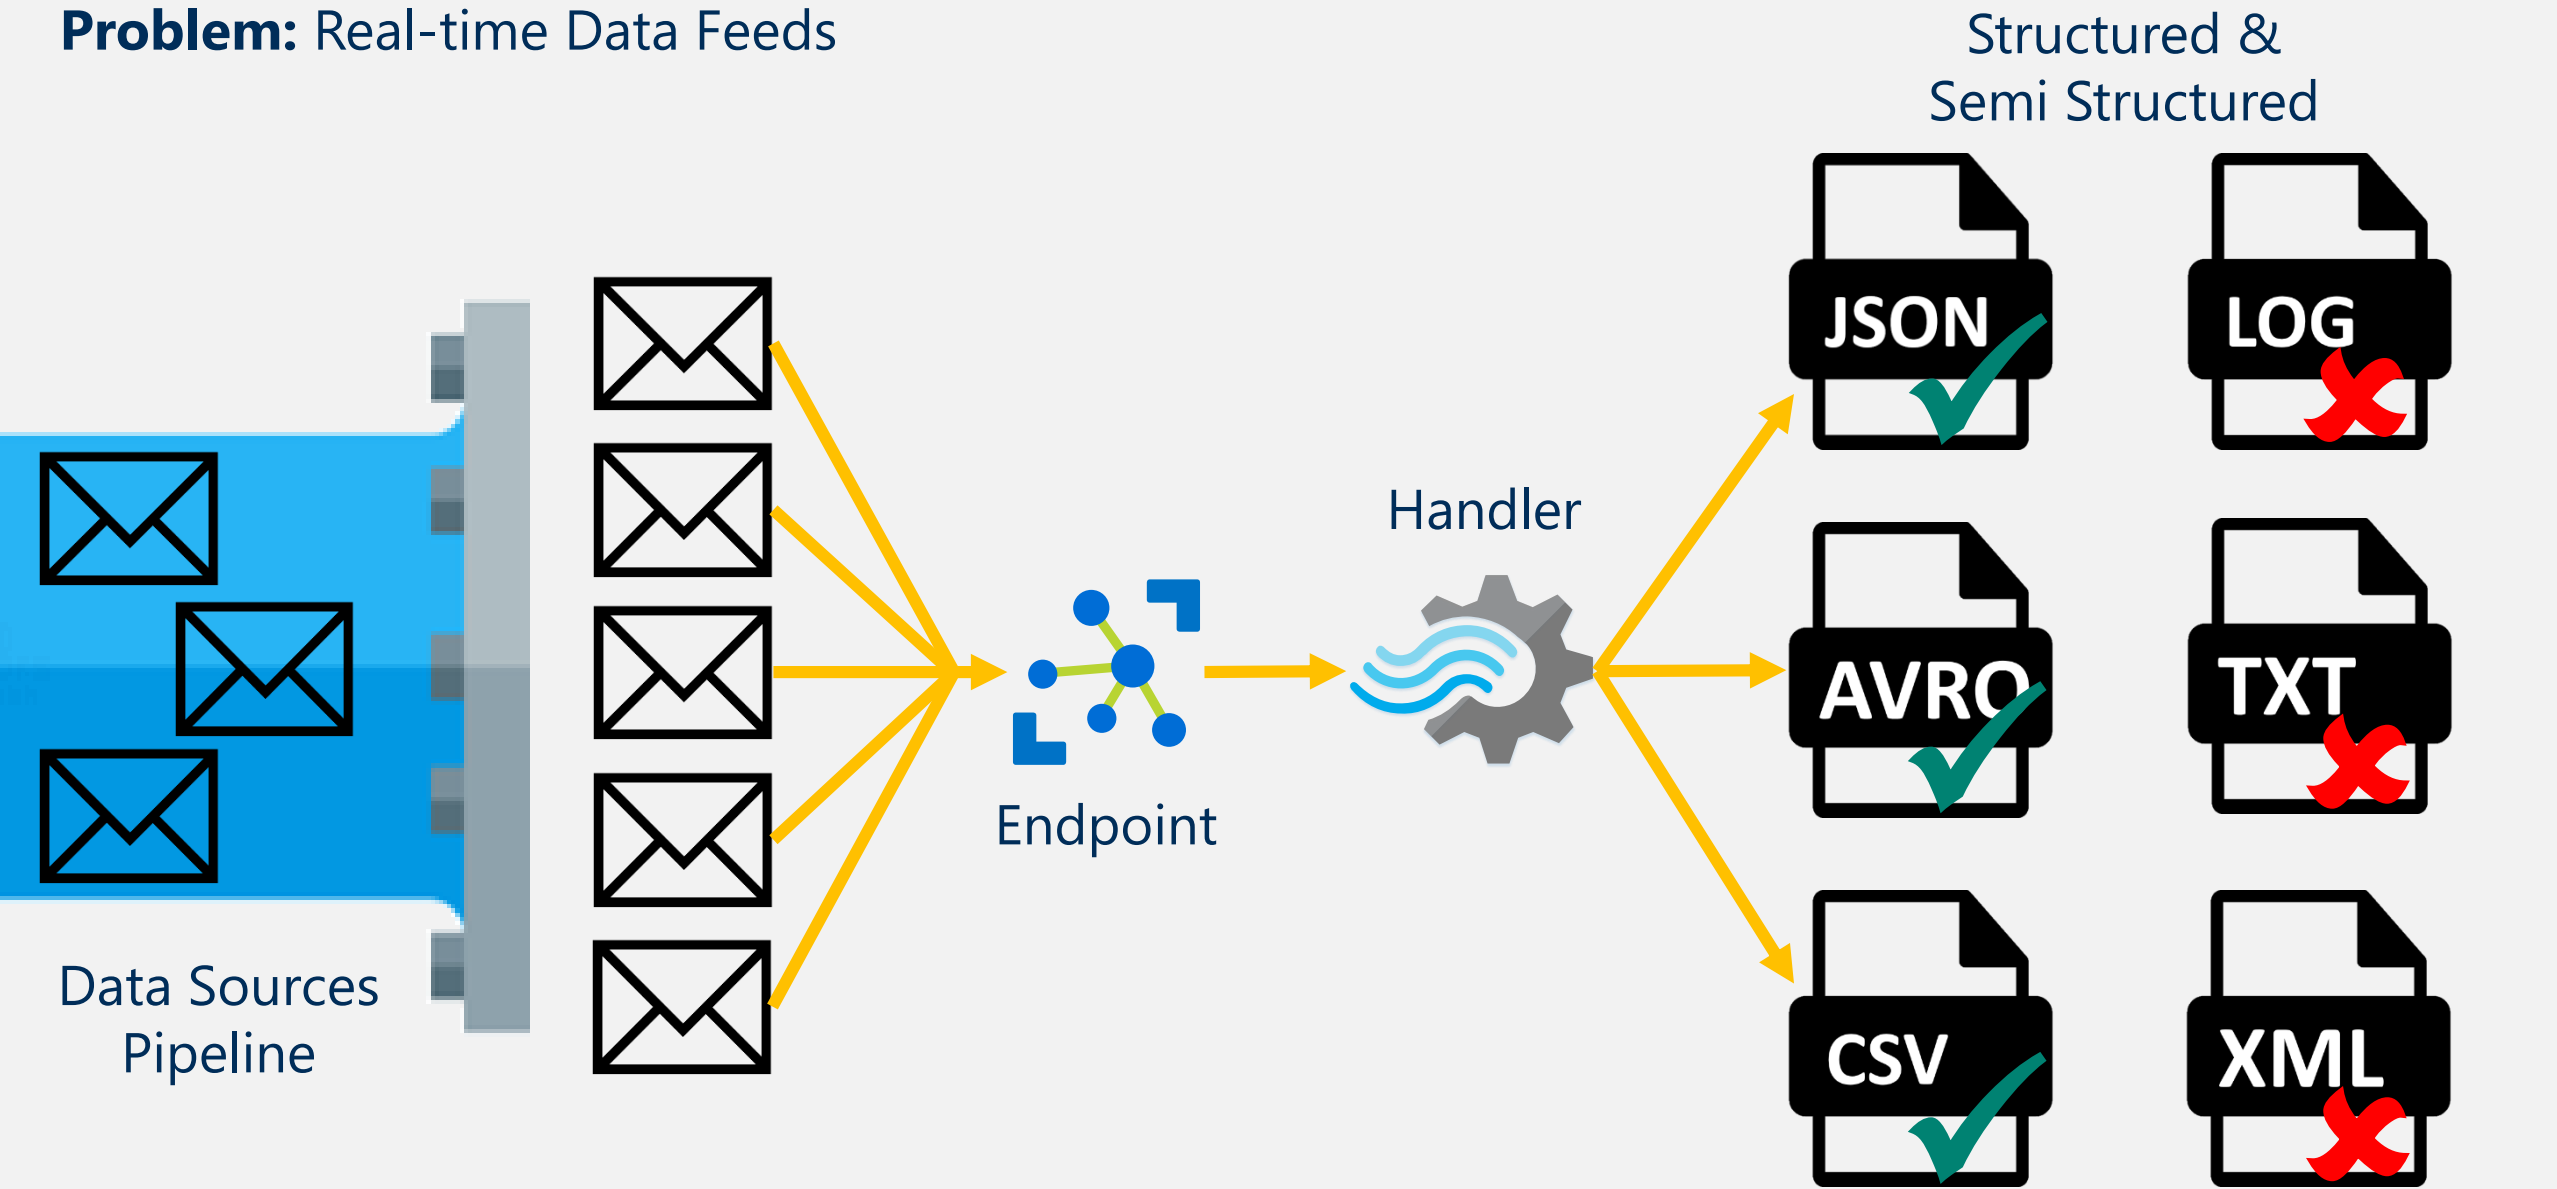 Problem: Real-time Data Feeds
Structured &
Semi Structured
JSON
LOG
Handler
AVRO
TXT
Endpoint
Data Sources
Pipeline
CSV
XML